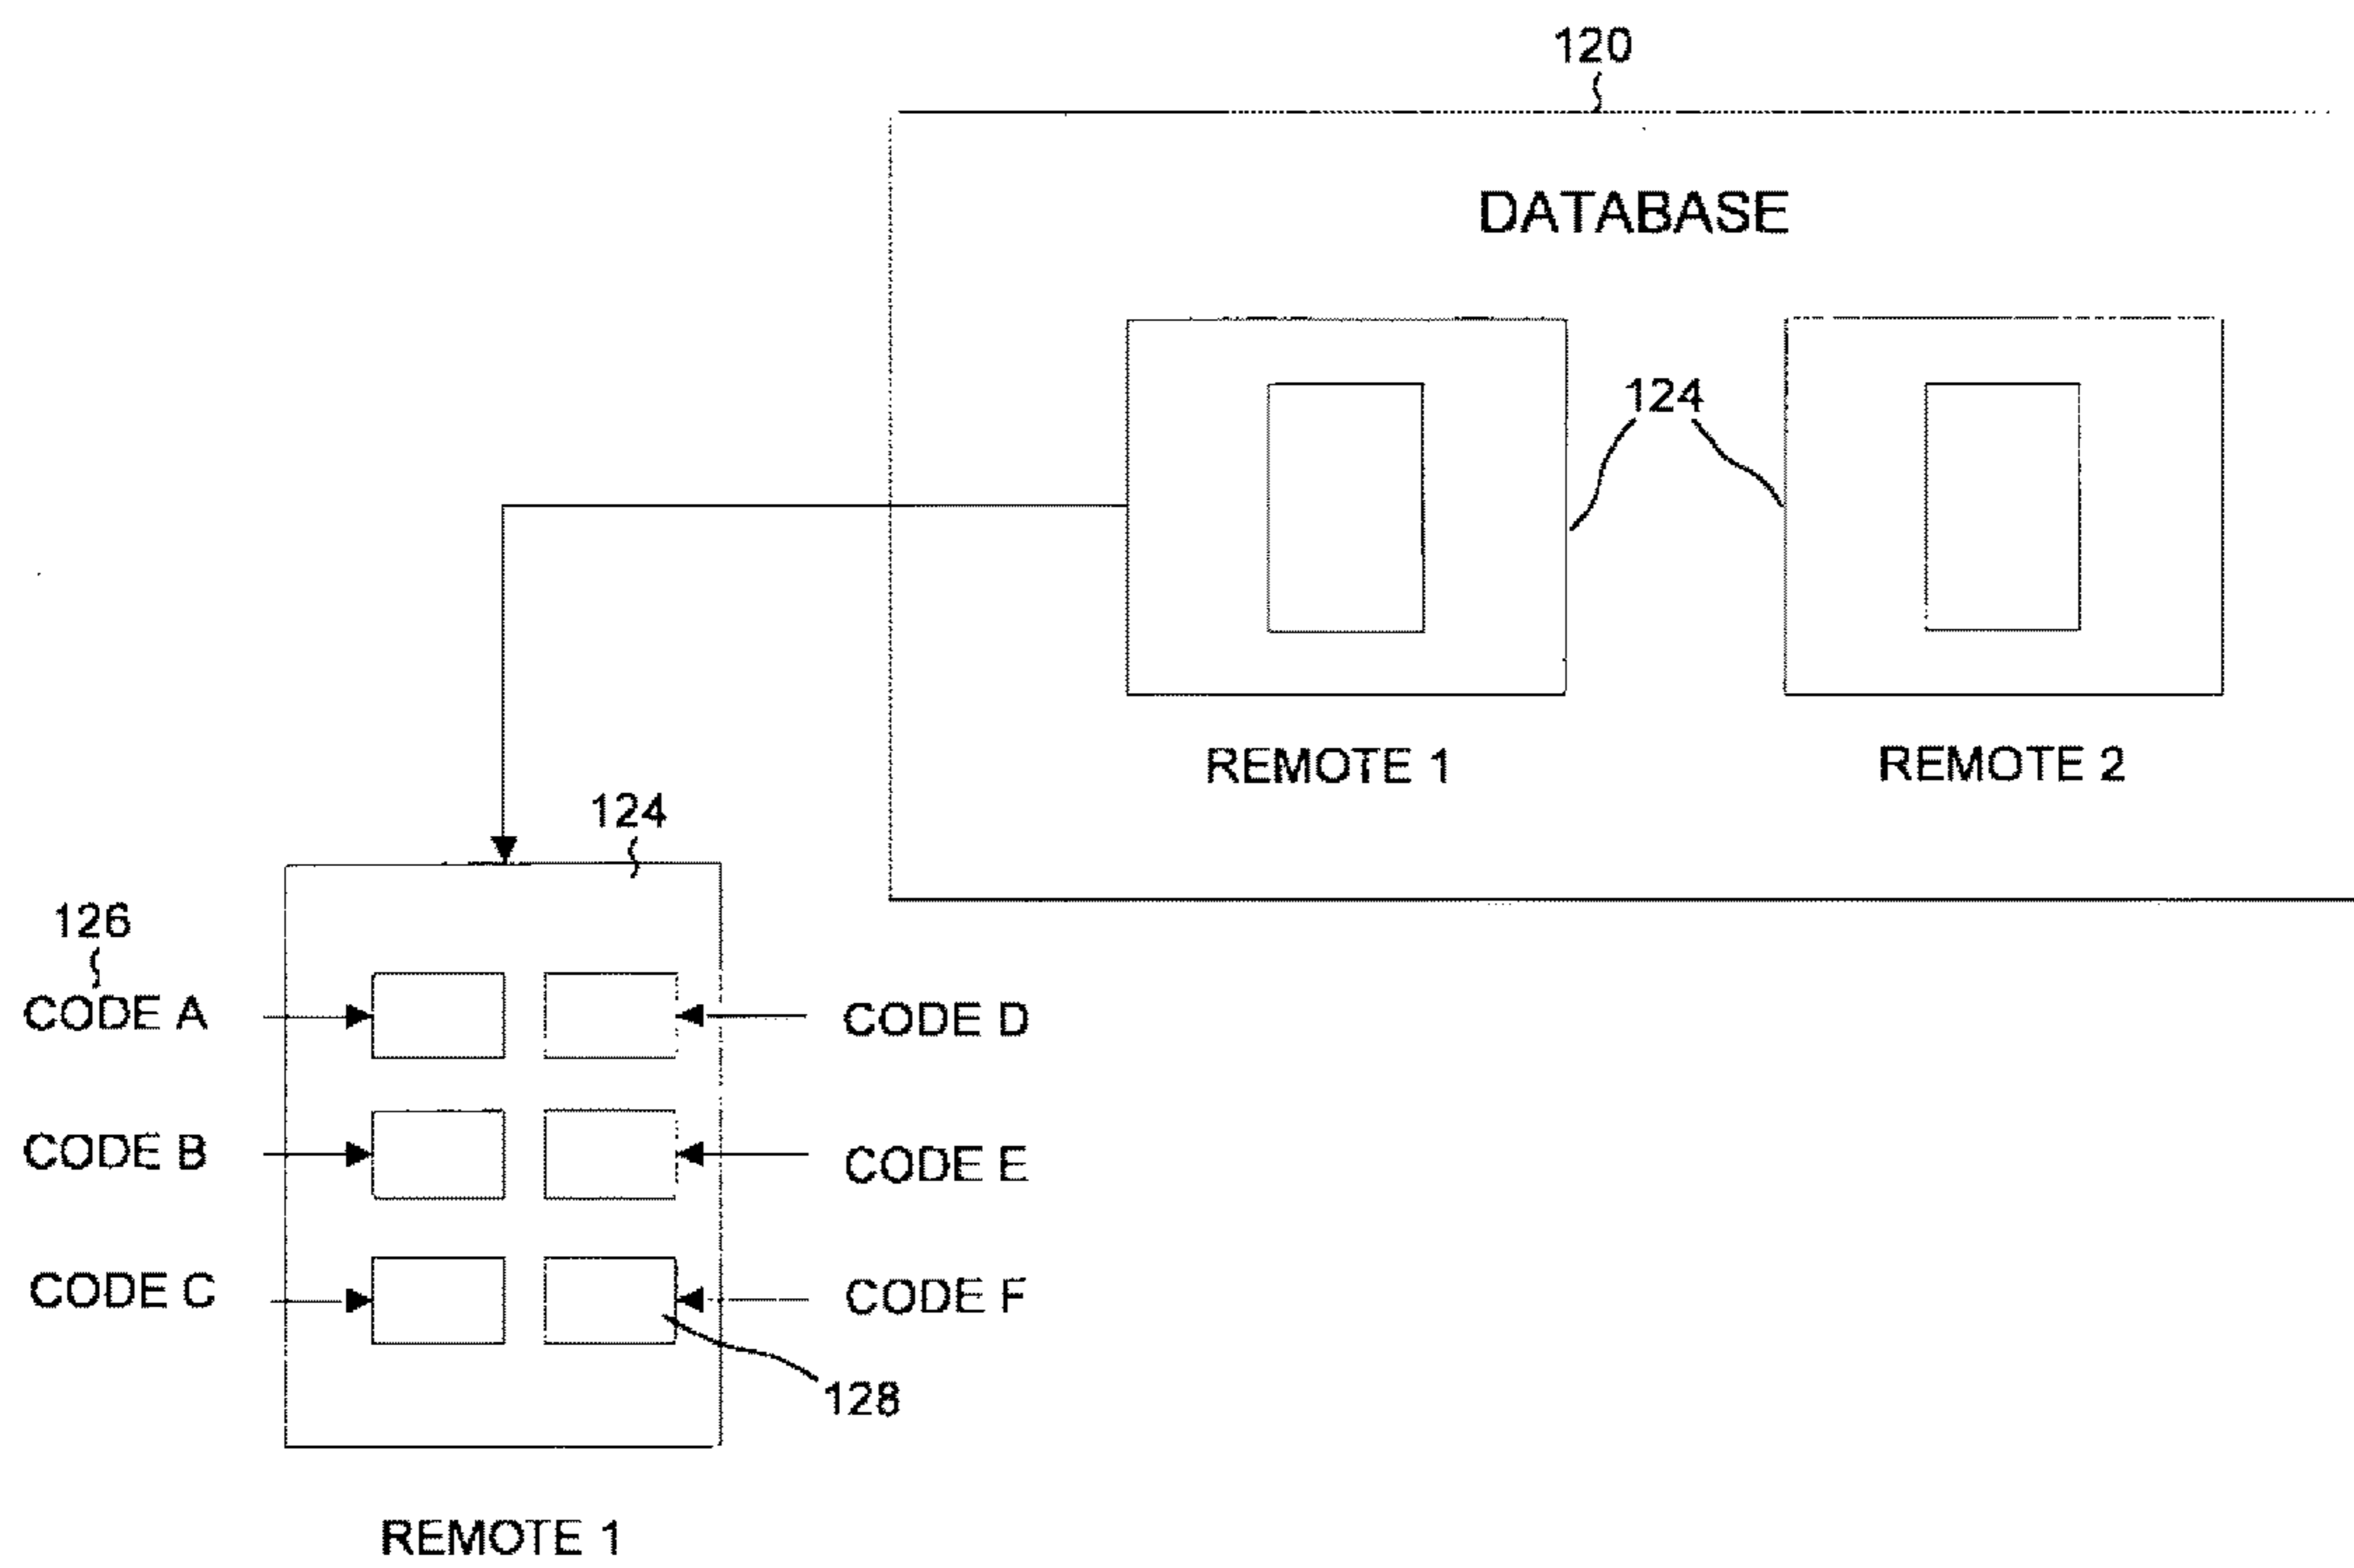 120
DATABASE
124
REMOTE 1
REMOTE 2
124
126
CODE A
CODE D
CODE B
CODE E
CODE C
CODE F
128
REMOTE 1